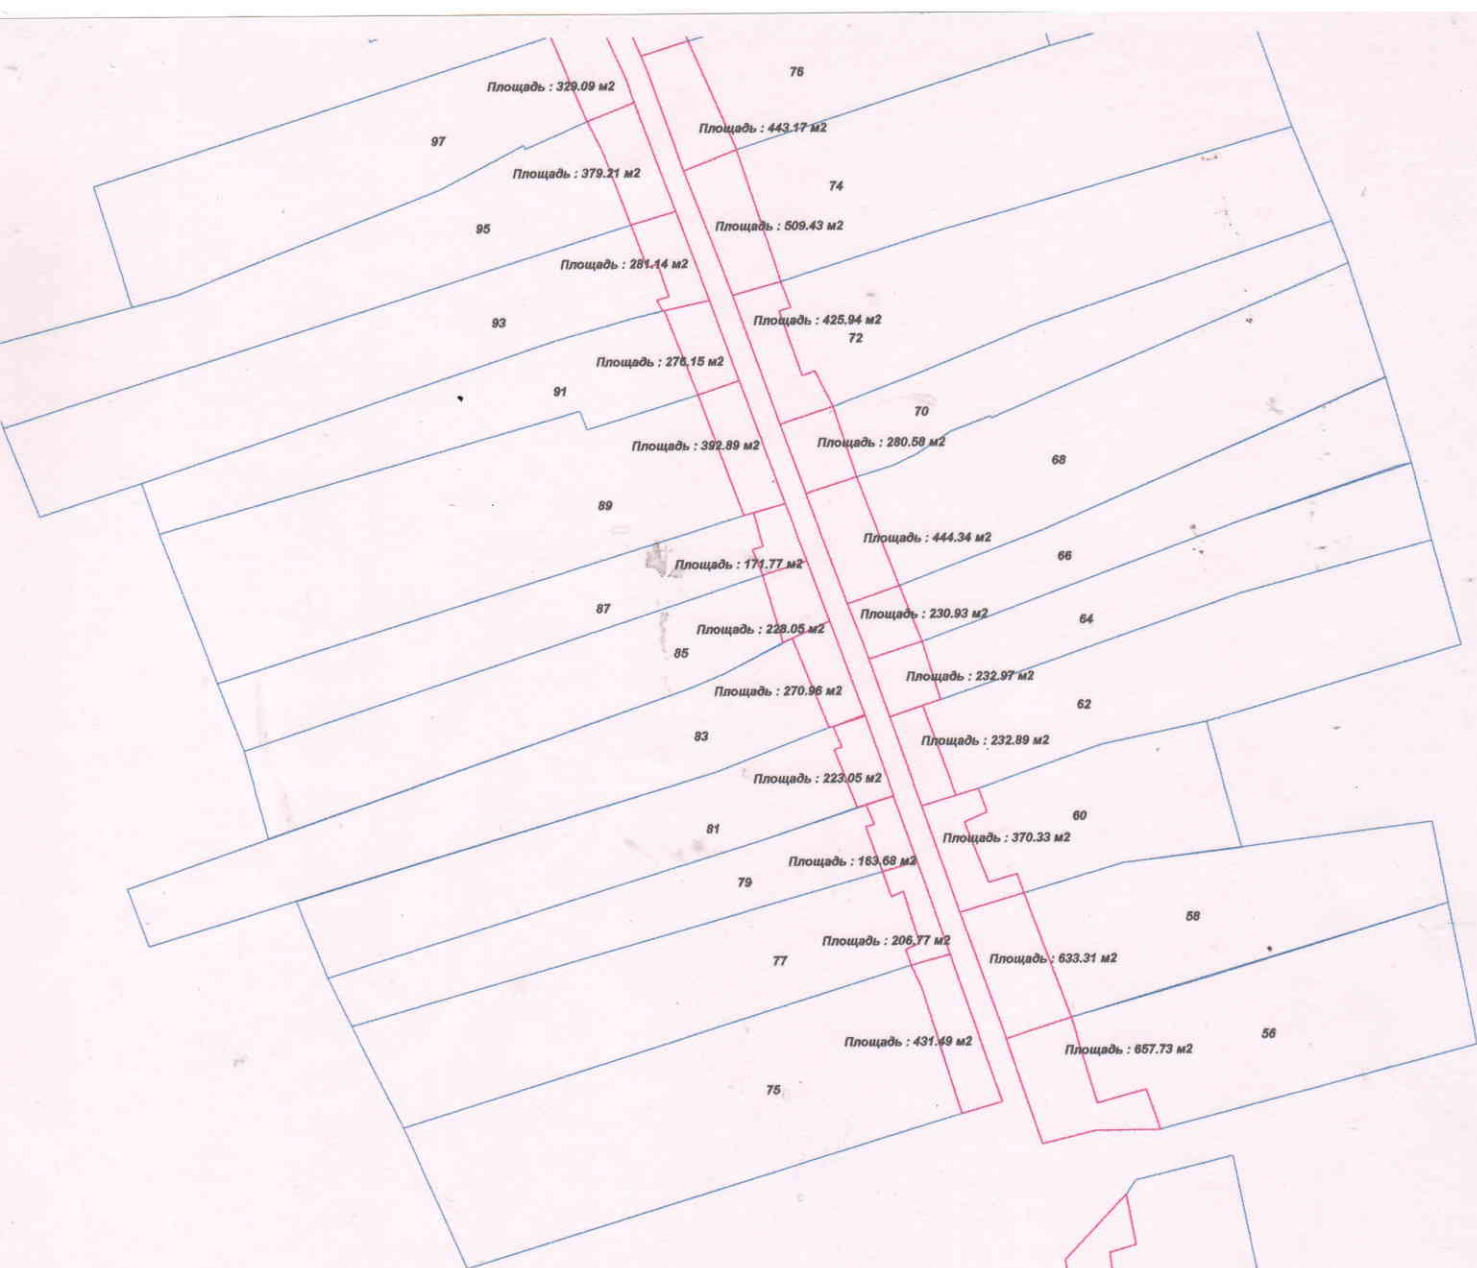 76
Площадь : 329.09 м2
Площадь : 443.17 м2
97
Площадь : 379.21 м2
74
Площадь : 509.43 м2
95
Площадь : 281.14 м2
Площадь : 425.94 м2
93
72
Площадь : 276.15 м2
91
70
Площадь : 280.58 м2
Площадь : 392.89 м2
68
89
Площадь : 444.34 м2
66
Площадь : 171.77 м2
87
Площадь : 230.93 м2
64
Площадь : 228.05 м2
85
Площадь : 232.97 м2
Площадь : 270.96 м2
62
83
Площадь : 232.89 м2
Площадь : 223.05 м2
60
81
Площадь : 370.33 м2
Площадь : 163.68 м2
79
58
Площадь : 206.77 м2
77
Площадь : 633.31 м2
56
Площадь : 431.49 м2
Площадь : 657.73 м2
75